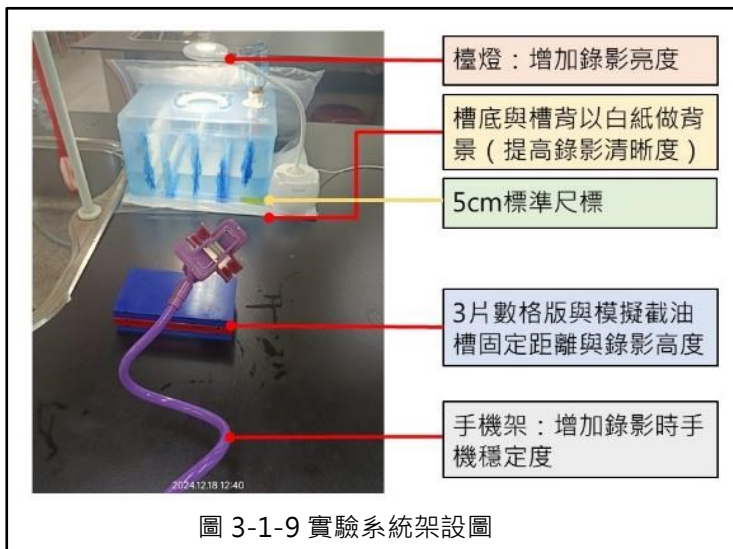 檯燈：增加錄影亮度
槽底與槽背以白紙做背
景（提高錄影清晰度）
5cm標準尺標
3片數格版與模擬截油
槽固定距離與錄影高度
手機架：增加錄影時手
機穩定度
2024.12.18 12:40
圖 3-1-9 實驗系統架設圖